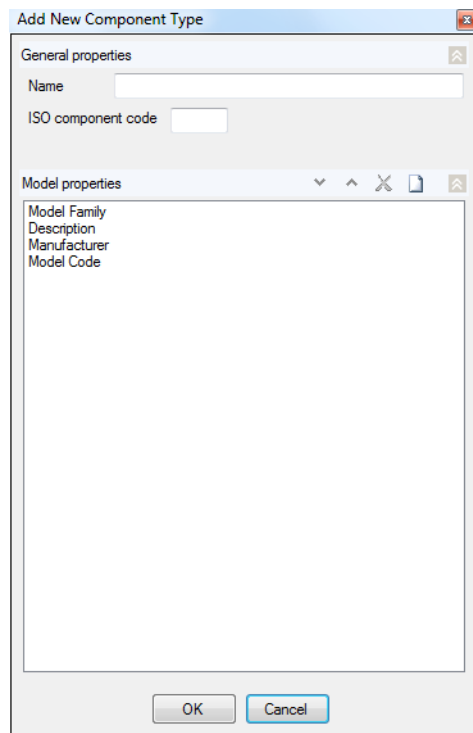 Add New Component Type
General properties
Name
ISO component code
Model properties
Model Family
Description
Manufacturer
Model Code
OK Cancel